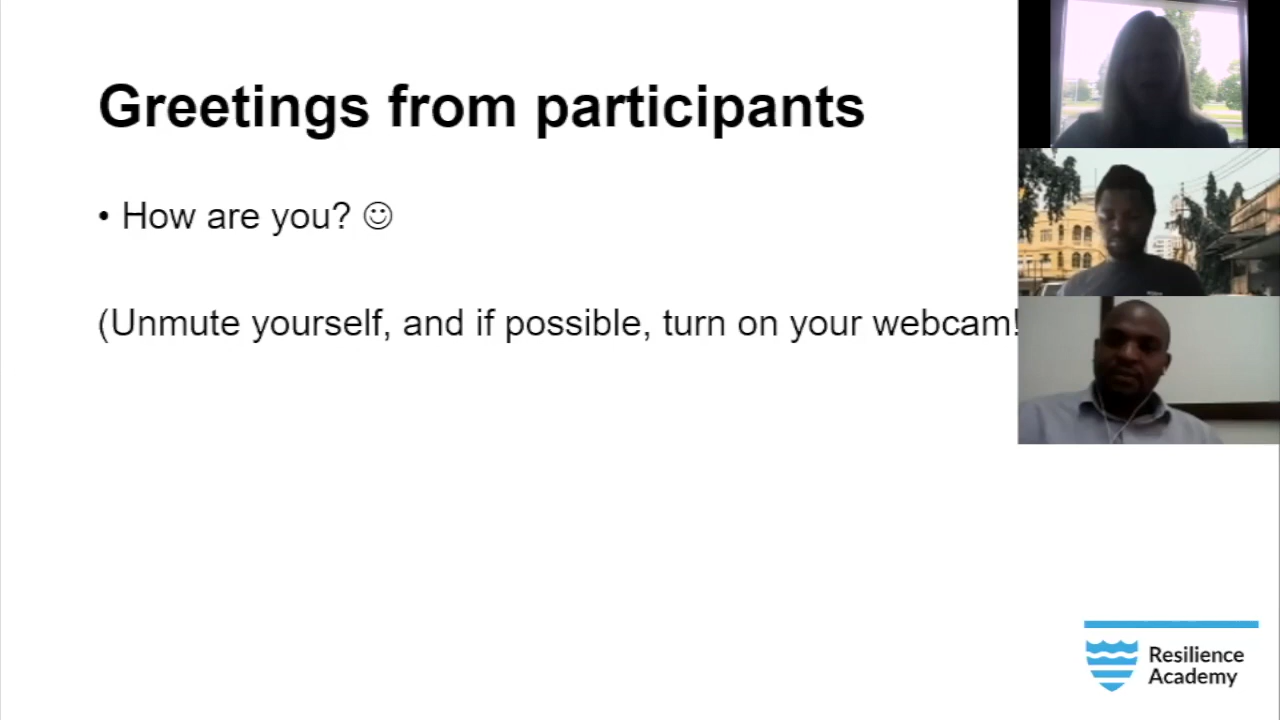 Greetings from participants
• How are you? ☺
(Unmute yourself, and if possible, turn on your webcam!
Resilience
Academy